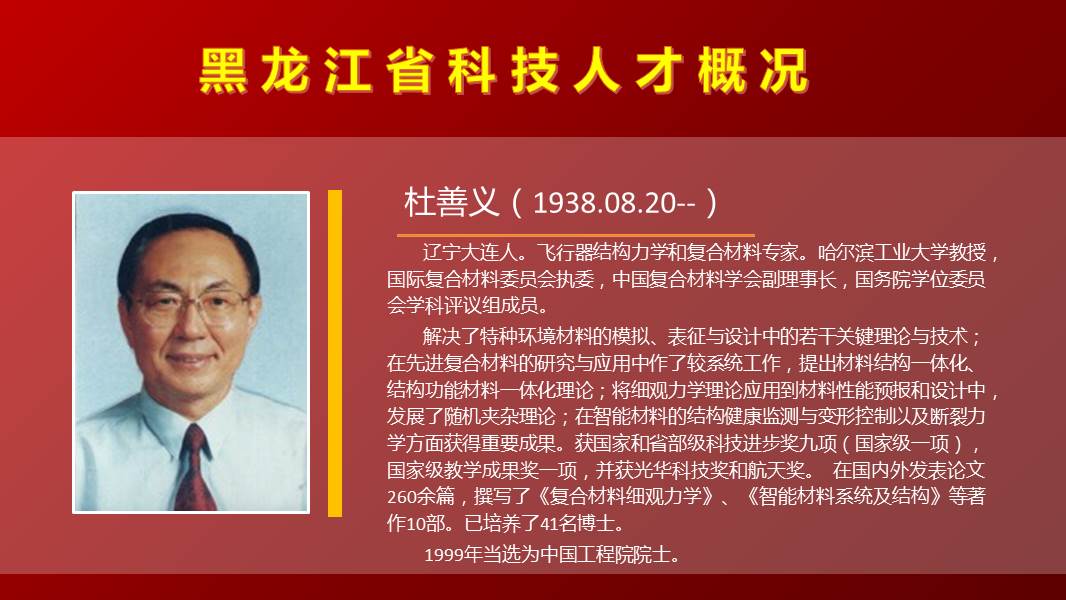 黑龙江省科技人才概况
杜善义（1938.08.20--）
辽宁大连人。飞行器结构力学和复合材料专家。哈尔滨工业大学教授，
国际复合材料委员会执委，中国复合材料学会副理事长，国务院学位委员
会学科评议组成员。
解决了特种环境材料的模拟、表征与设计中的若干关键理论与技术；
在先进复合材料的研究与应用中作了较系统工作，提出材料结构一体化、
结构功能材料一体化理论；将细观力学理论应用到材料性能预报和设计中，
发展了随机夹杂理论；在智能材料的结构健康监测与变形控制以及断裂力
学方面获得重要成果。获国家和省部级科技进步奖九项（国家级一项），
国家级教学成果奖一项，并获光华科技奖和航天奖。 在国内外发表论文
260余篇，撰写了《复合材料细观力学》、《智能材料系统及结构》等著
作10部。已培养了41名博士。
1999年当选为中国工程院院士。